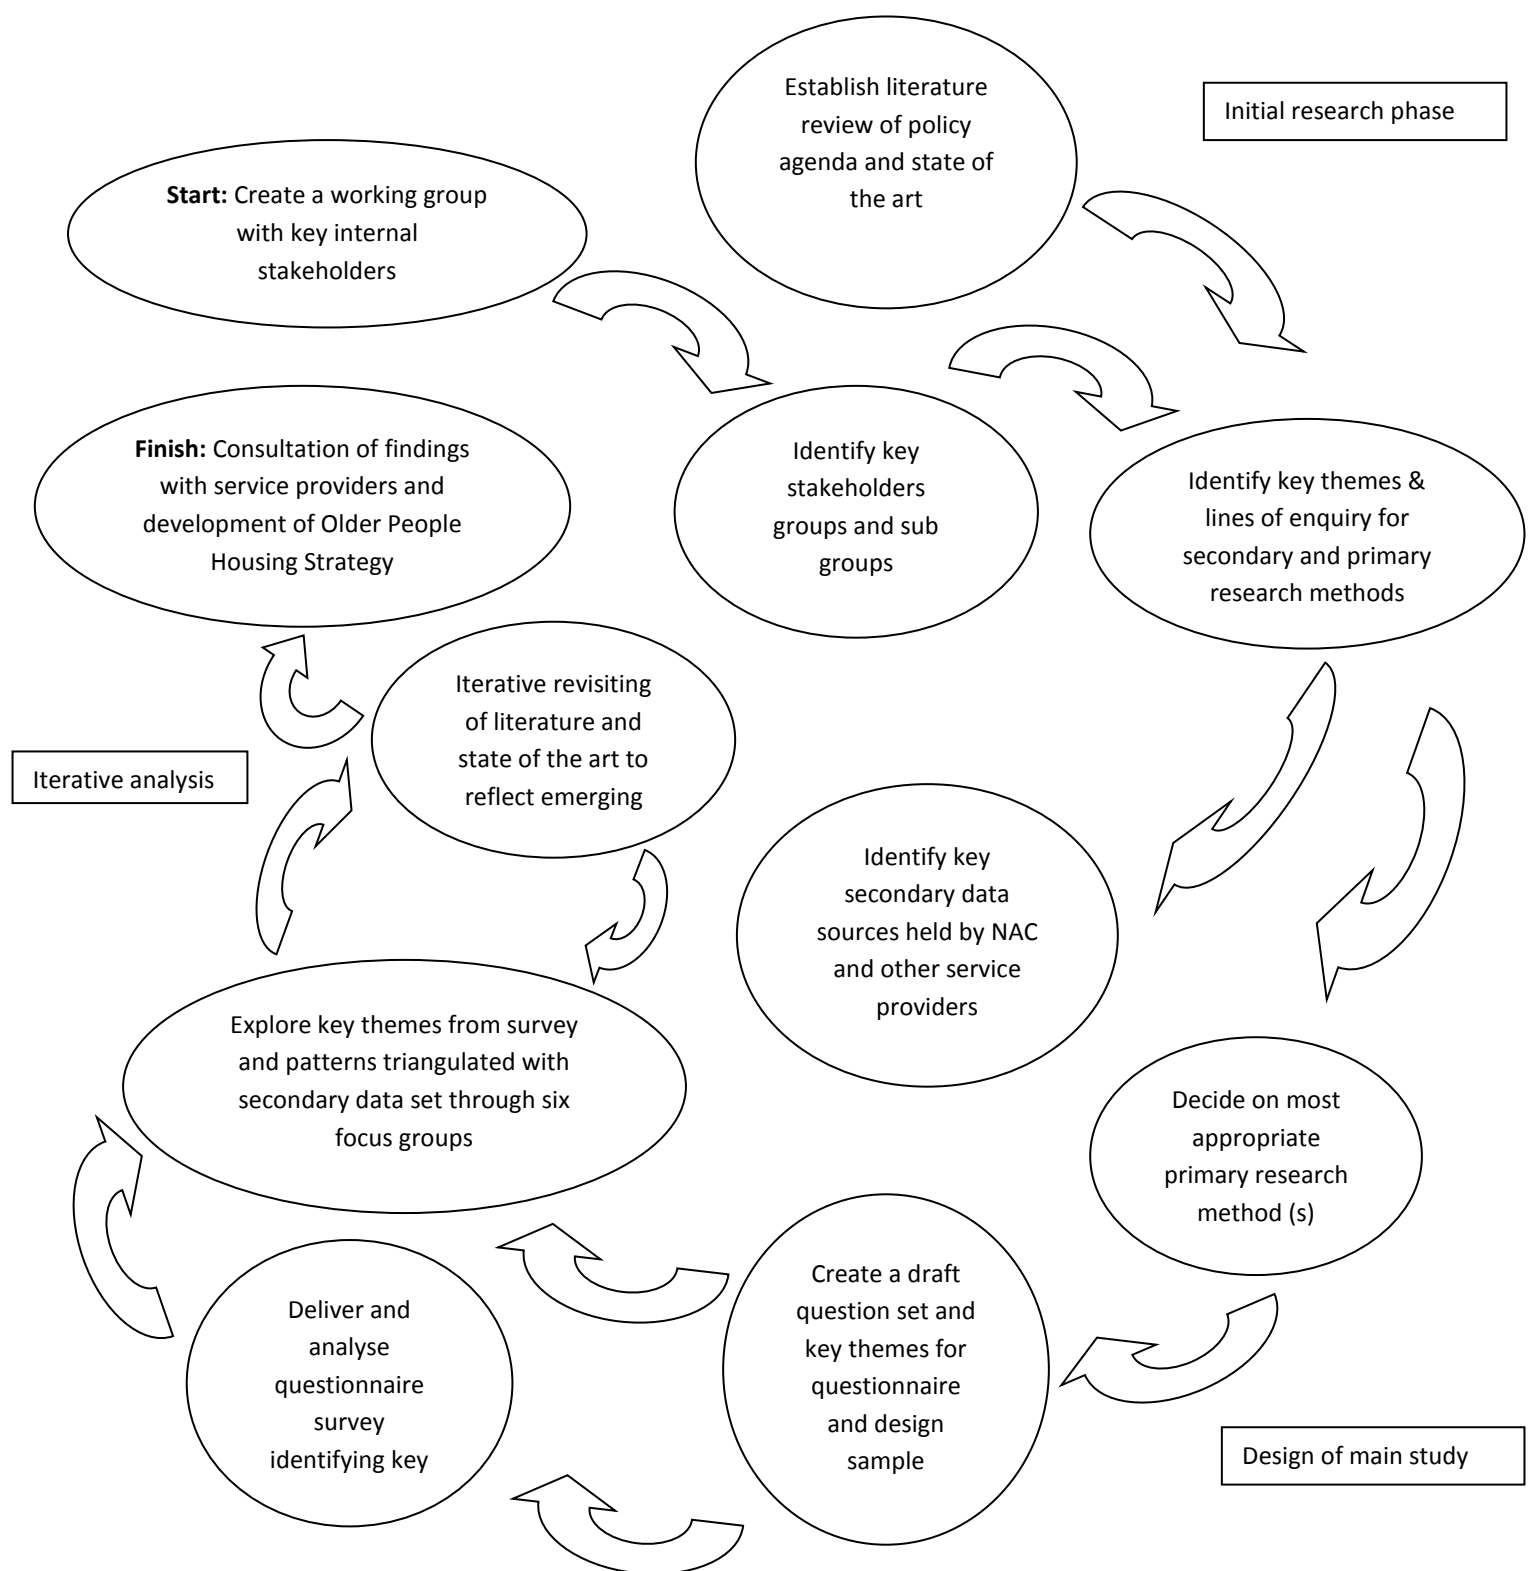 Establish literature
review of policy
agenda and state of
the art
Initial research phase
Start: Create a working group
with key internal
stakeholders
Finish: Consultation of findings
with service providers and
development of Older People
Housing Strategy
Identify key
stakeholders
groups and sub
groups
Identify key themes &
lines of enquiry for
secondary and primary
research methods
Iterative revisiting
of literature and
state of the art to
reflect emerging
Iterative analysis
Identify key
secondary data
sources held by NAC
and other service
providers
Explore key themes from survey
and patterns triangulated with
secondary data set through six
focus groups
Decide on most
appropriate
primary research
method (s)
Create a draft
question set and
key themes for
questionnaire
and design
sample
Deliver and
analyse
questionnaire
survey
identifying key
Design of main study